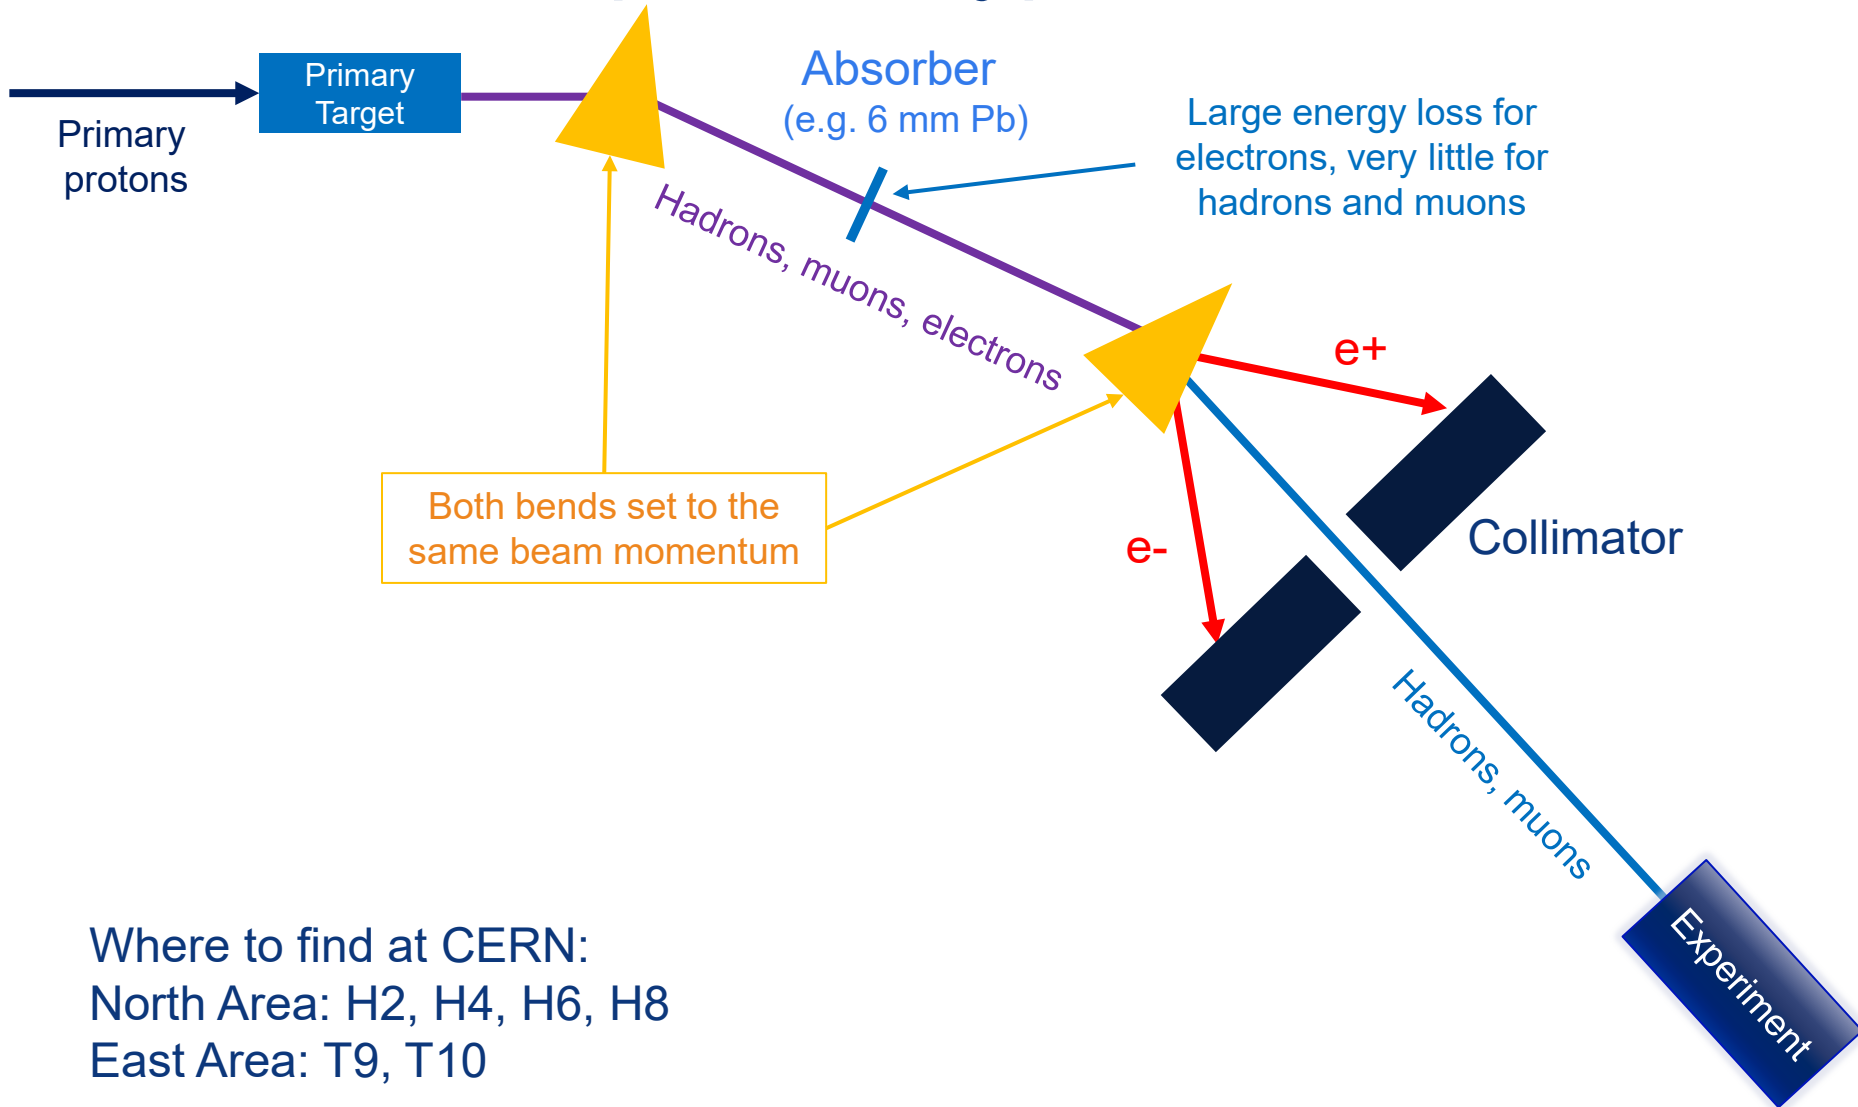 Primary
Target
Primary
protons
Absorber
(e.g. 6 mm Pb)
Large energy loss for
electrons, very little for
hadrons and muons
Hadrons, muons, electrons
e+
Both bends set to the
same beam momentum
e-
Collimator
Hadrons, muons
Experiment
Where to find at CERN:
North Area: H2, H4, H6, H8
East Area: T9, T10